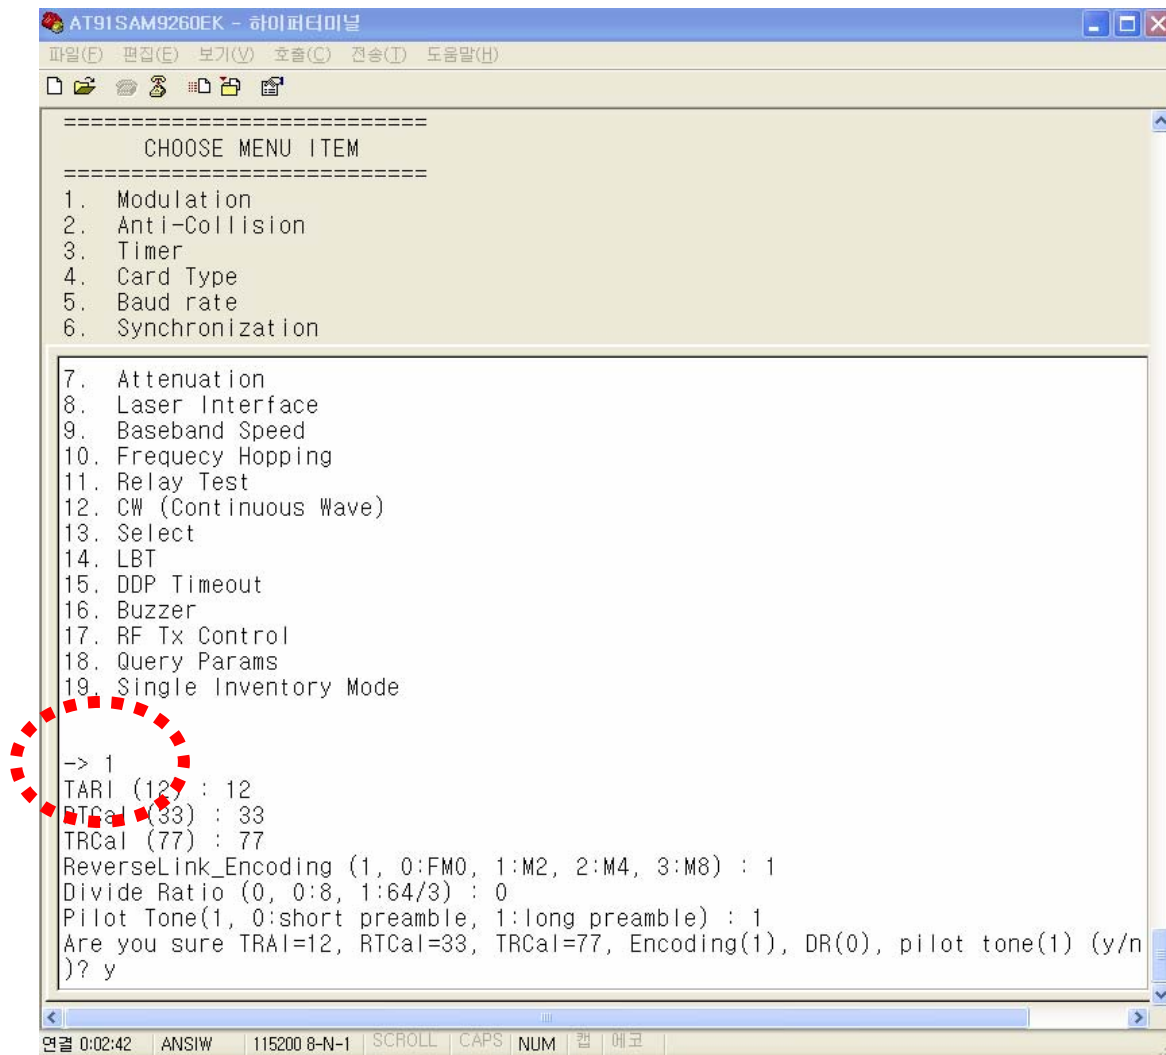 AT91SAM9260EK - 하이퍼터미널
파일(F) 편집(E) 보기(V) 호출(C) 전송(T) 도움말(H)
===========================
CHOOSE MENU ITEM
===========================
1. Modulation
2. Anti-Collision
3. Timer
4. Card Type
5. Baud rate
6. Synchronization
7. Attenuation
8. Laser Interface
9. Baseband Speed
10. Frequecy Hopping
11. Relay Test
12. CW (Continuous Wave)
13. Select
14. LBT
15. DDP Timeout
16. Buzzer
17. RF Tx Control
18. Query Params
19. Single Inventory Mode
-> 1
TARI (12) : 12
RTCal (33) : 33
TRCal (77) : 77
ReverseLink_Encoding (1, 0:FM0, 1:M2, 2:M4, 3:M8) : 1
Divide Ratio (0, 0:8, 1:64/3) : 0
Pilot Tone(1, 0:short preamble, 1:long preamble) : 1
Are you sure TRAI=12, RTCal=33, TRCal=77, Encoding(1), DR(0), pilot tone(1) (y/n
)? y
연결 0:02:42 ANSIW 115200 8-N-1 SCROLL CAPS NUM 캡 에코